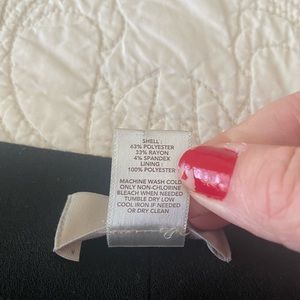 SHELL :
63% POLYESTER
33% RAYON
4% SPANDEX
LINING :
100% POLYESTER
MACHINE WASH COLD
ONLY NON-CHLORINE
BLEACH WHEN NEEDED
TUMBLE DRY LOW
COOL IRON IF NEEDED
OR DRY CLEAN